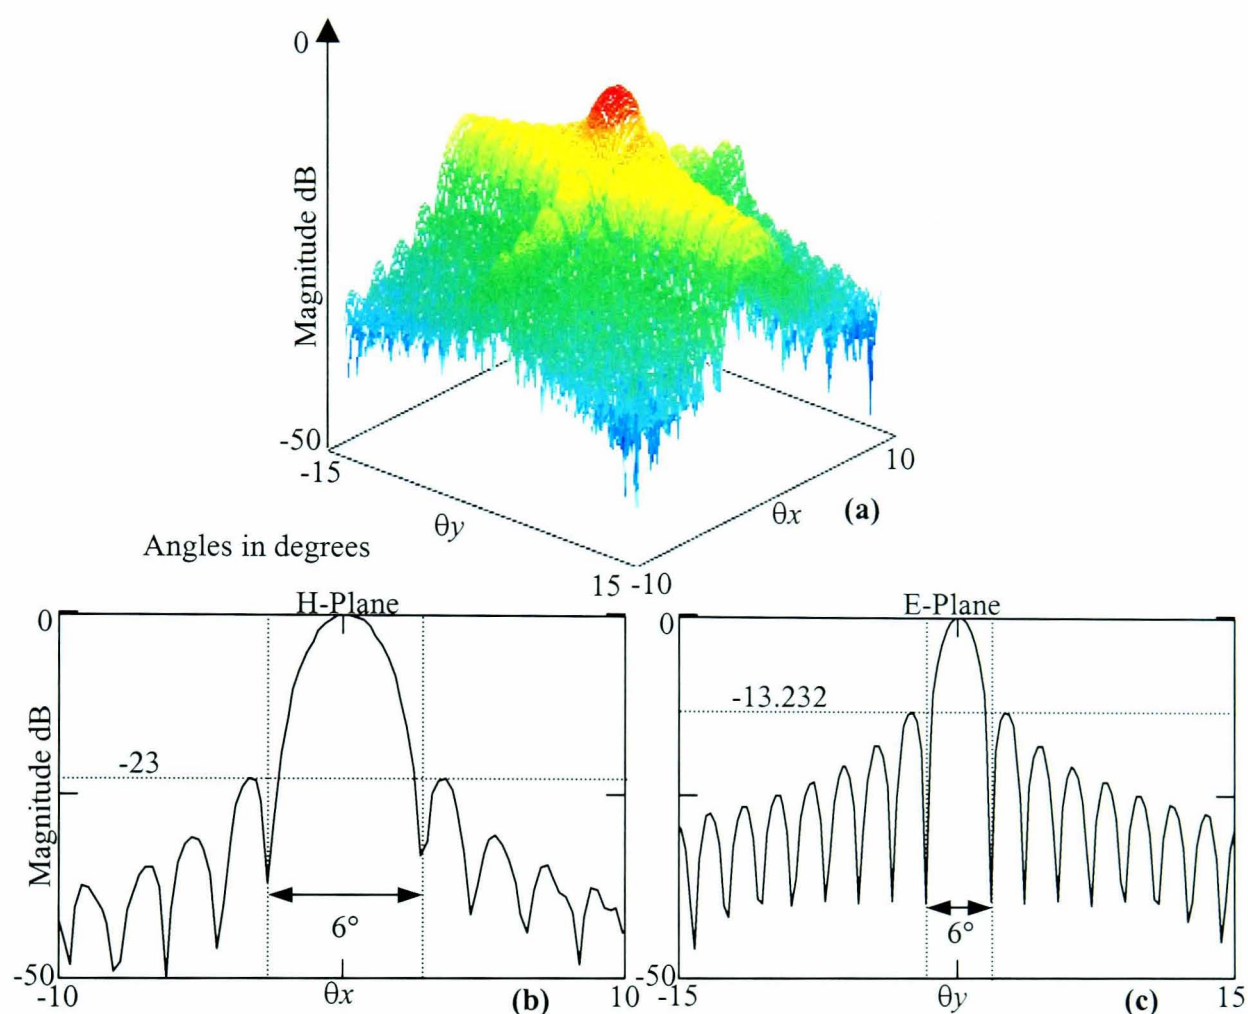 0
Magnitude dB
-50
-15
θy
15
-10
θx
10
(a)
Angles in degrees
H-Plane
0
-23
Magnitude dB
6°
-50
-10
θx
(b)
10
E-Plane
0
-13.232
6°
-50
-15
θy
(c)
15